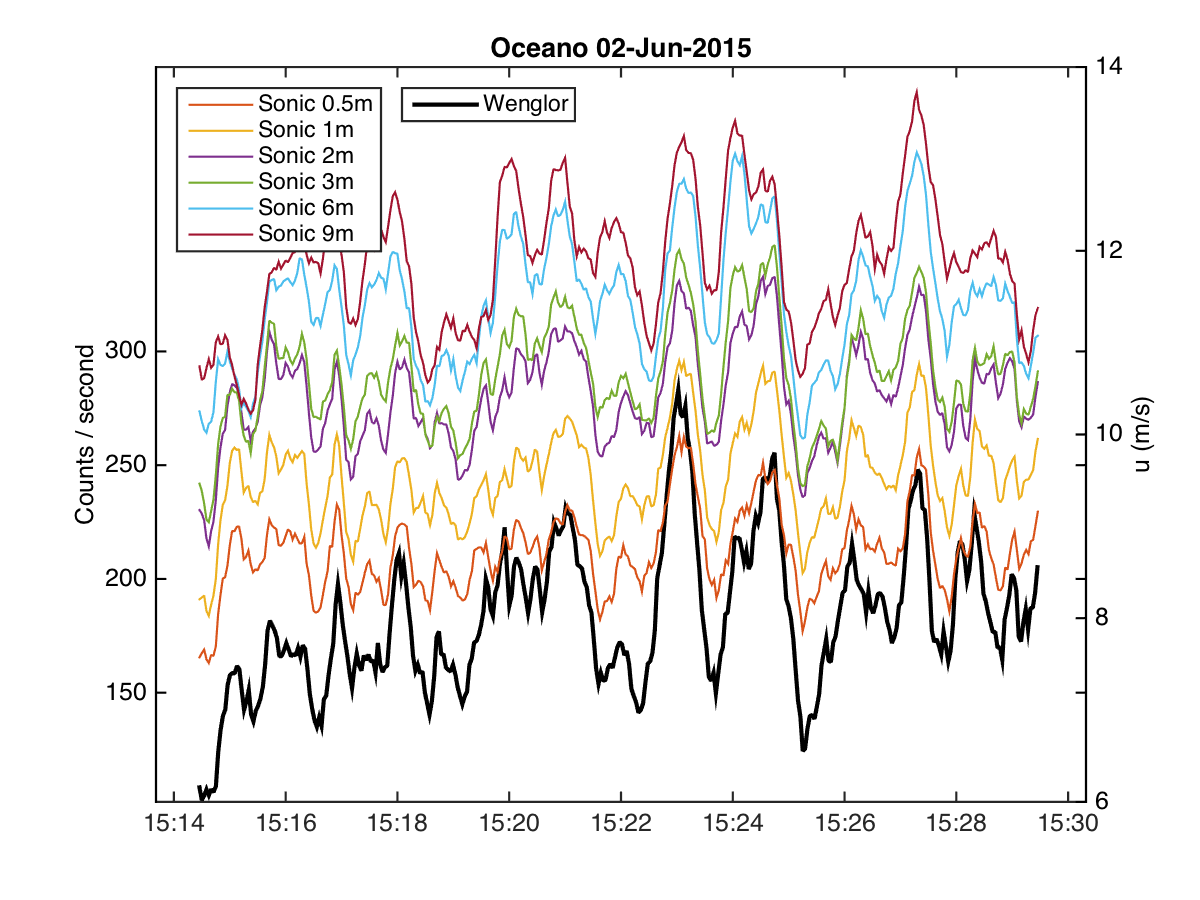 Oceano 02-Jun-2015
Sonic 0.5m
Sonic 1m
Sonic 2m
Sonic 3m
Sonic 6m
Sonic 9m
Wenglor
Counts / second
300
250
200
150
u (m/s)
14
12
10
8
6
15:14 15:16 15:18 15:20 15:22 15:24 15:26 15:28 15:30